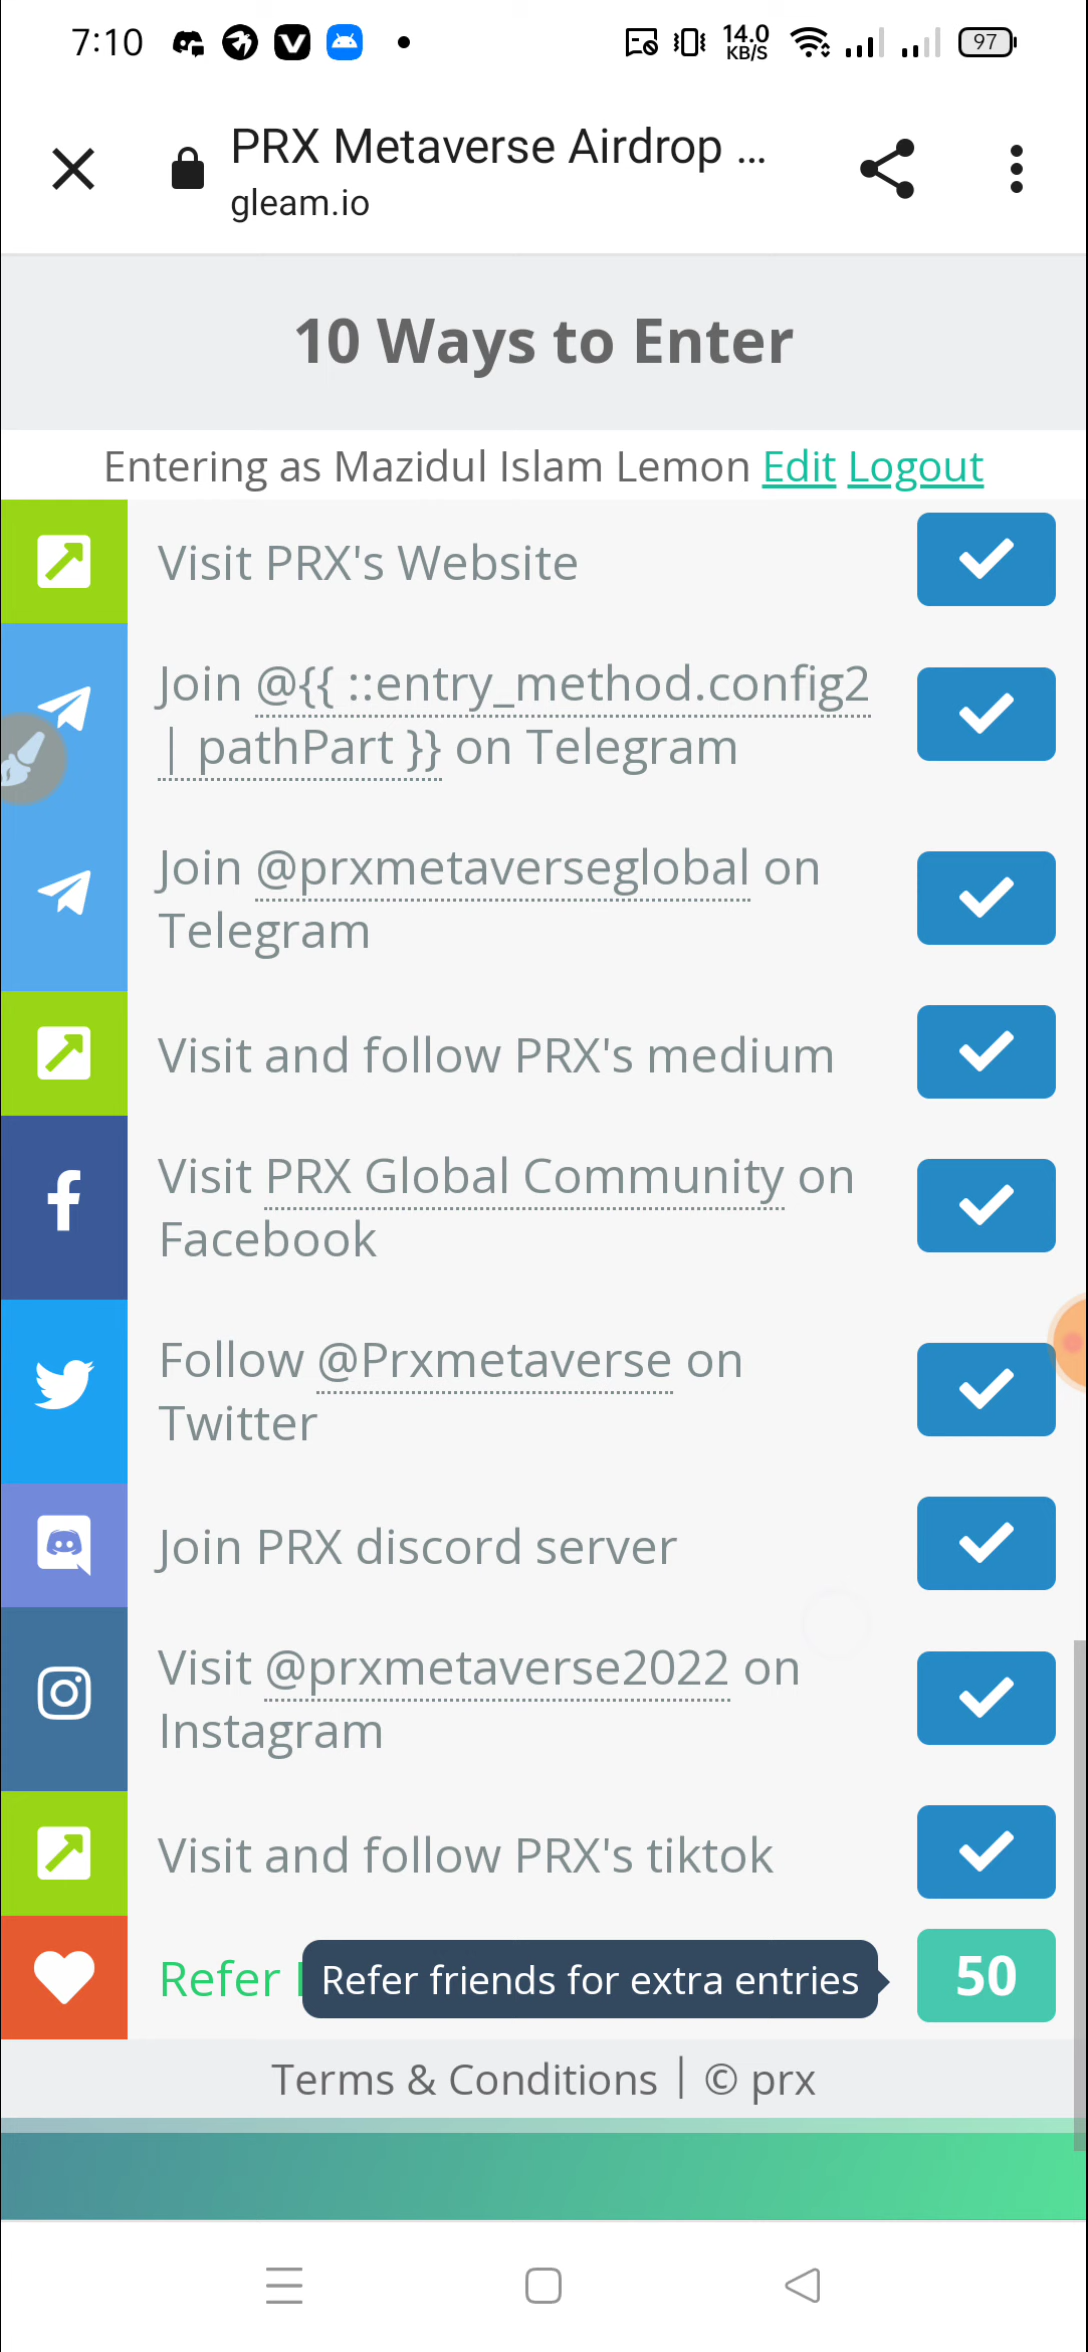 7:10
14.0
KB/S
97
PRX Metaverse Airdrop ...
gleam.io
10 Ways to Enter
Entering as Mazidul Islam Lemon Edit Logout
Visit PRX's Website
Join @{{ ::entry_method.config2
| pathPart }} on Telegram
Join @prxmetaverseglobal on
Telegram
Visit and follow PRX's medium
Visit PRX Global Community on
Facebook
Follow @Prxmetaverse on
Twitter
Join PRX discord server
Visit @prxmetaverse2022 on
Instagram
Visit and follow PRX's tiktok
Refer
Refer friends for extra entries
50
Terms & Conditions | © prx